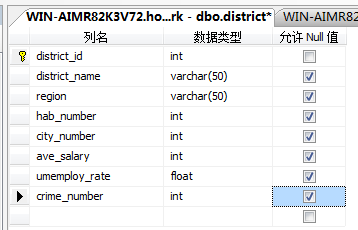 WIN-AIMR82K3V72.ho...rk - dbo.district* WIN-AIMR82
列名 数据类型 允许 Null 值
district_id int
district_name varchar(50)
region varchar(50)
hab_number int
city_number int
ave_salary int
umemploy_rate float
crime_number int